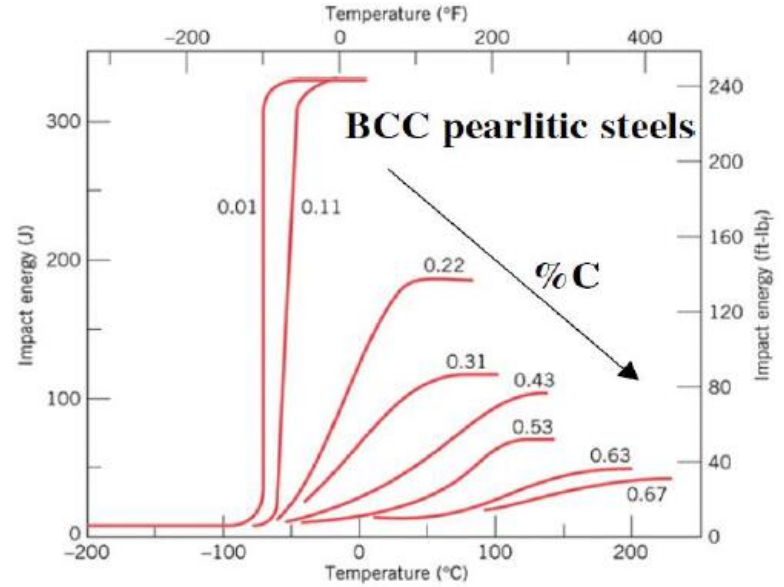 Temperature (°F)
−200 0 200 400
300
200
100
0
Impact energy (J)
240
200
160
120
80
40
0
Impact energy (ft-lbf)
BCC pearlitic steels
%C
0.01
0.11
0.22
0.31
0.43
0.53
0.63
0.67
−200 −100 0 100 200
Temperature (°C)